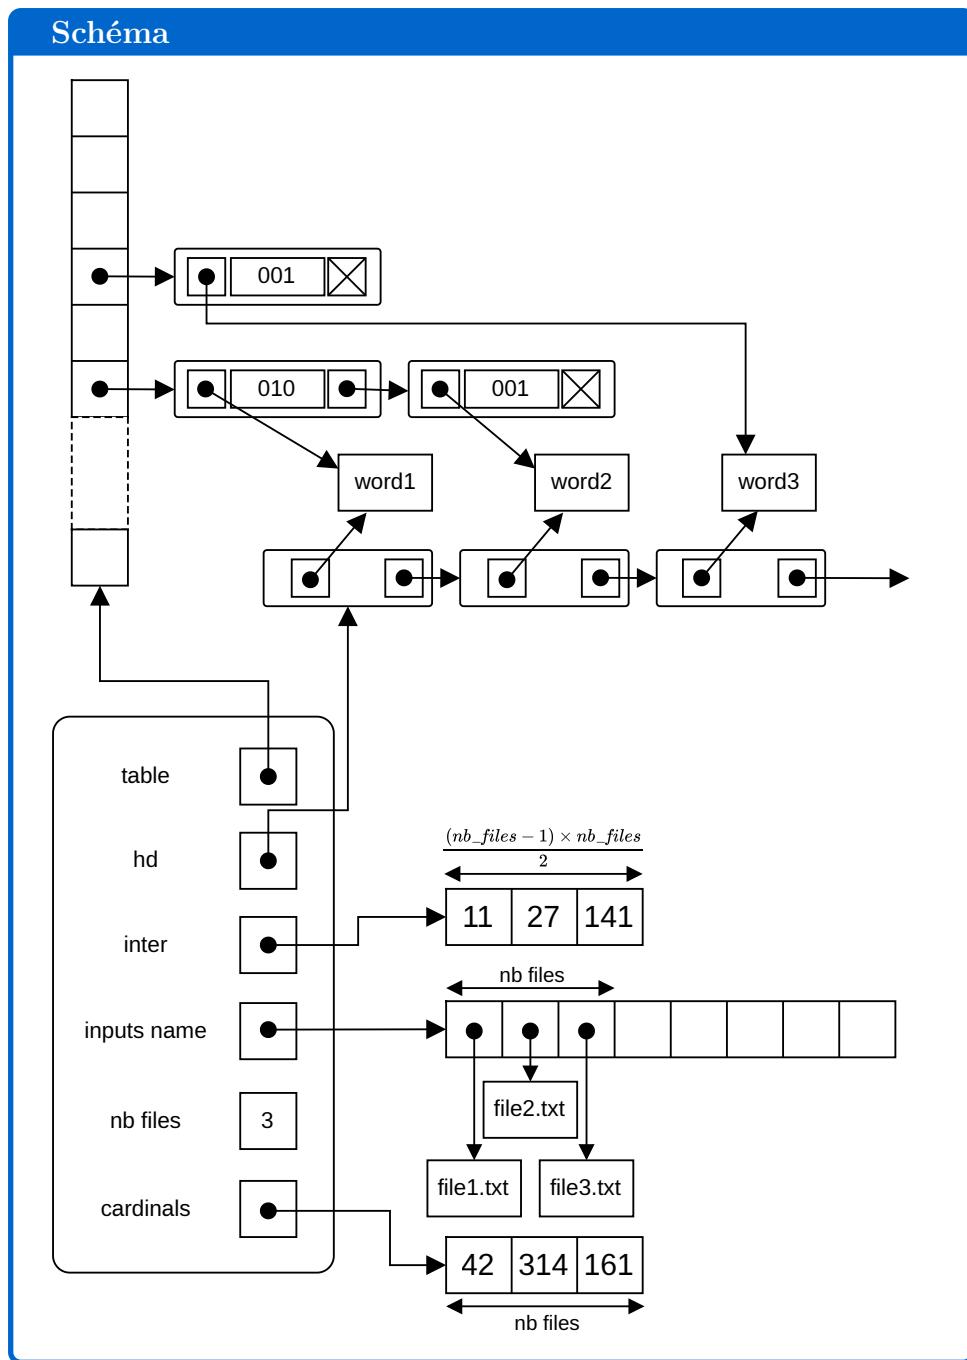 Schéma
001
010
001
word1
word2
word3
table
hd
(nb_files − 1) × nb_files
2
inter
11 27 141
nb files
inputs name
file2.txt
nb files
3
file1.txt
file3.txt
cardinals
42 314 161
nb files